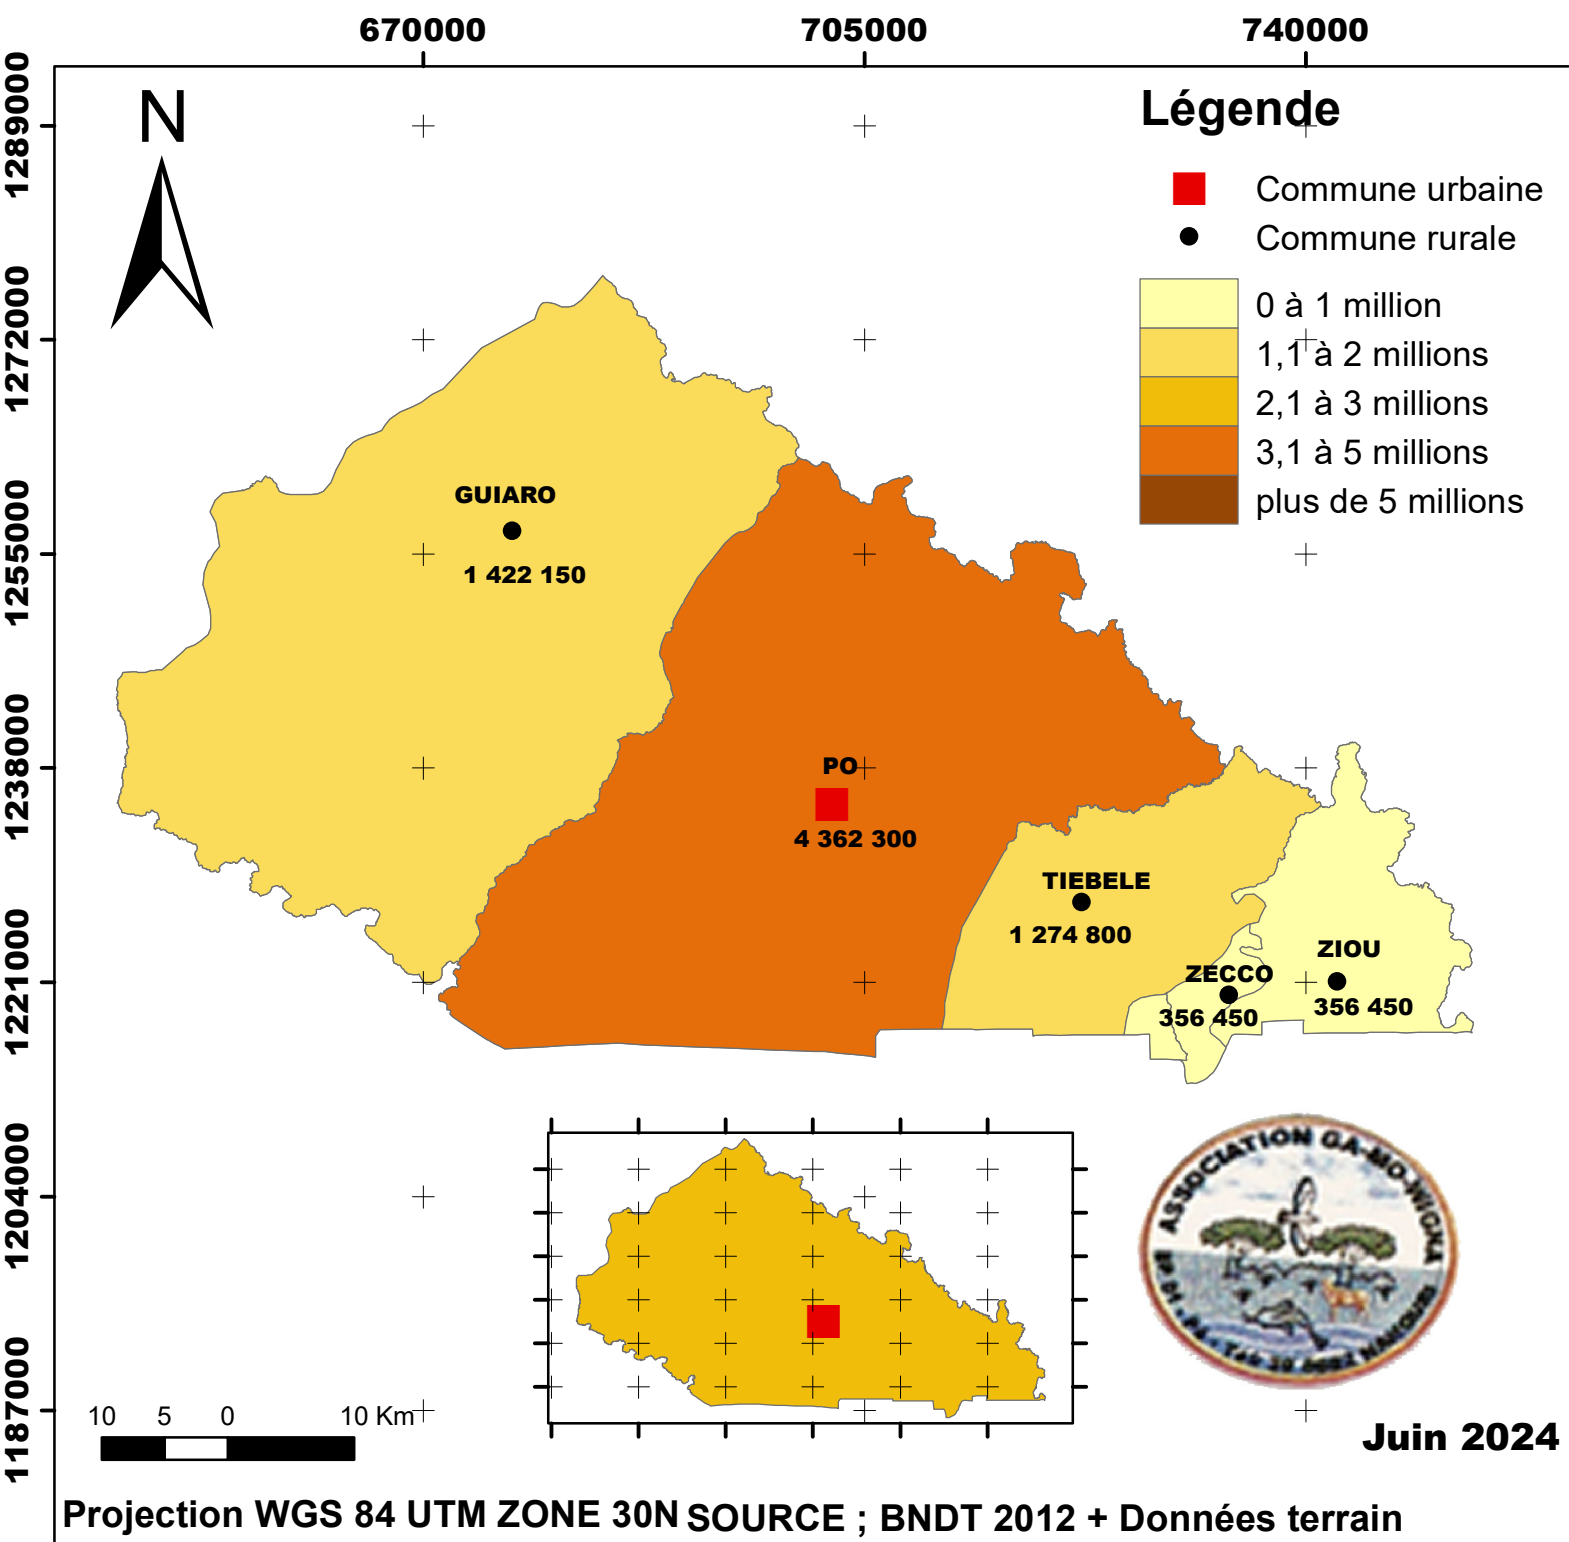 670000 705000 740000
1289000
1272000
1255000
1238000
1221000
1204000
1187000
N
Légende
Commune urbaine
Commune rurale
0 à 1 million
1,1 à 2 millions
2,1 à 3 millions
3,1 à 5 millions
plus de 5 millions
GUIARO
1 422 150
PO
4 362 300
TIEBELE
1 274 800
ZECCO
356 450
ZIOU
356 450
ASSOCIATION GA-MO-WIGNA
10 5 0 10 Km
Juin 2024
Projection WGS 84 UTM ZONE 30N SOURCE ; BNDT 2012 + Données terrain